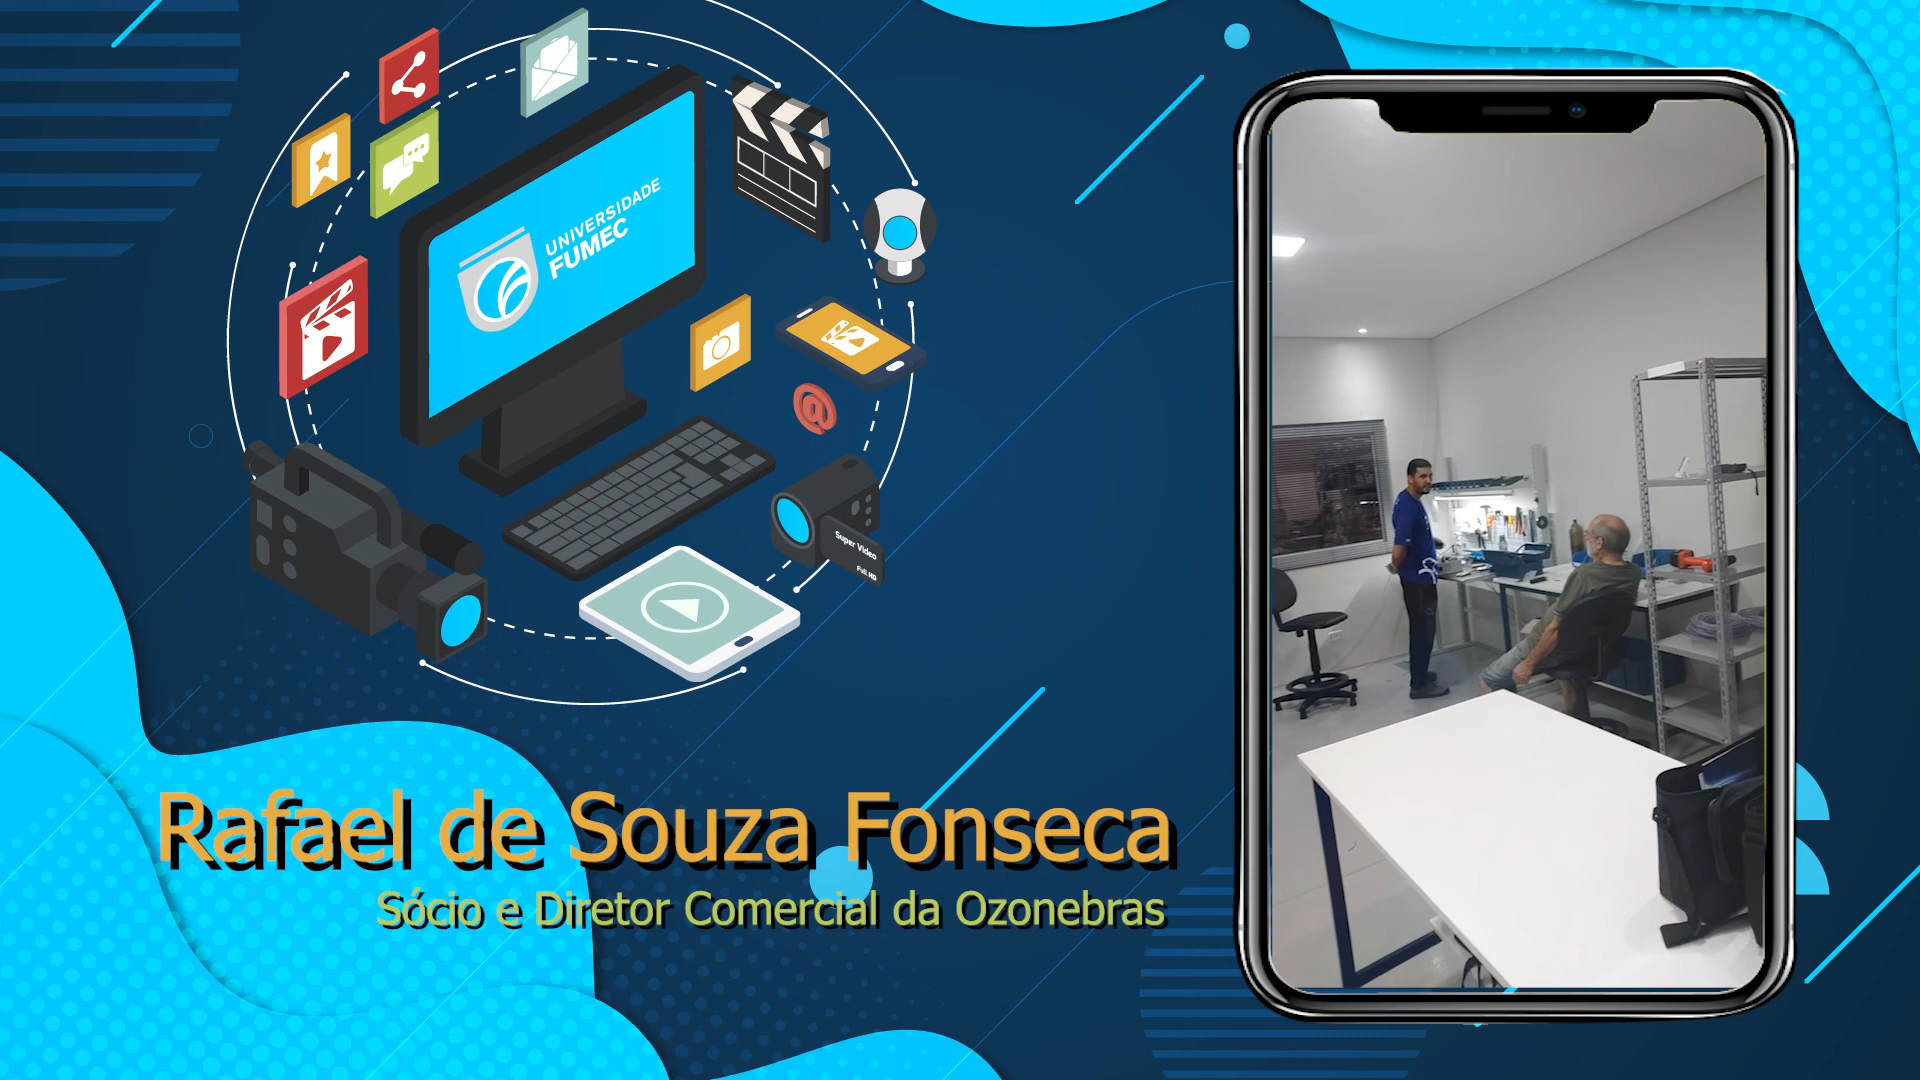 UNIVERSIDADE
FUMEC
Super Video
Full HD
Rafael de Souza Fonseca
Sócio e Diretor Comercial da Ozonebras